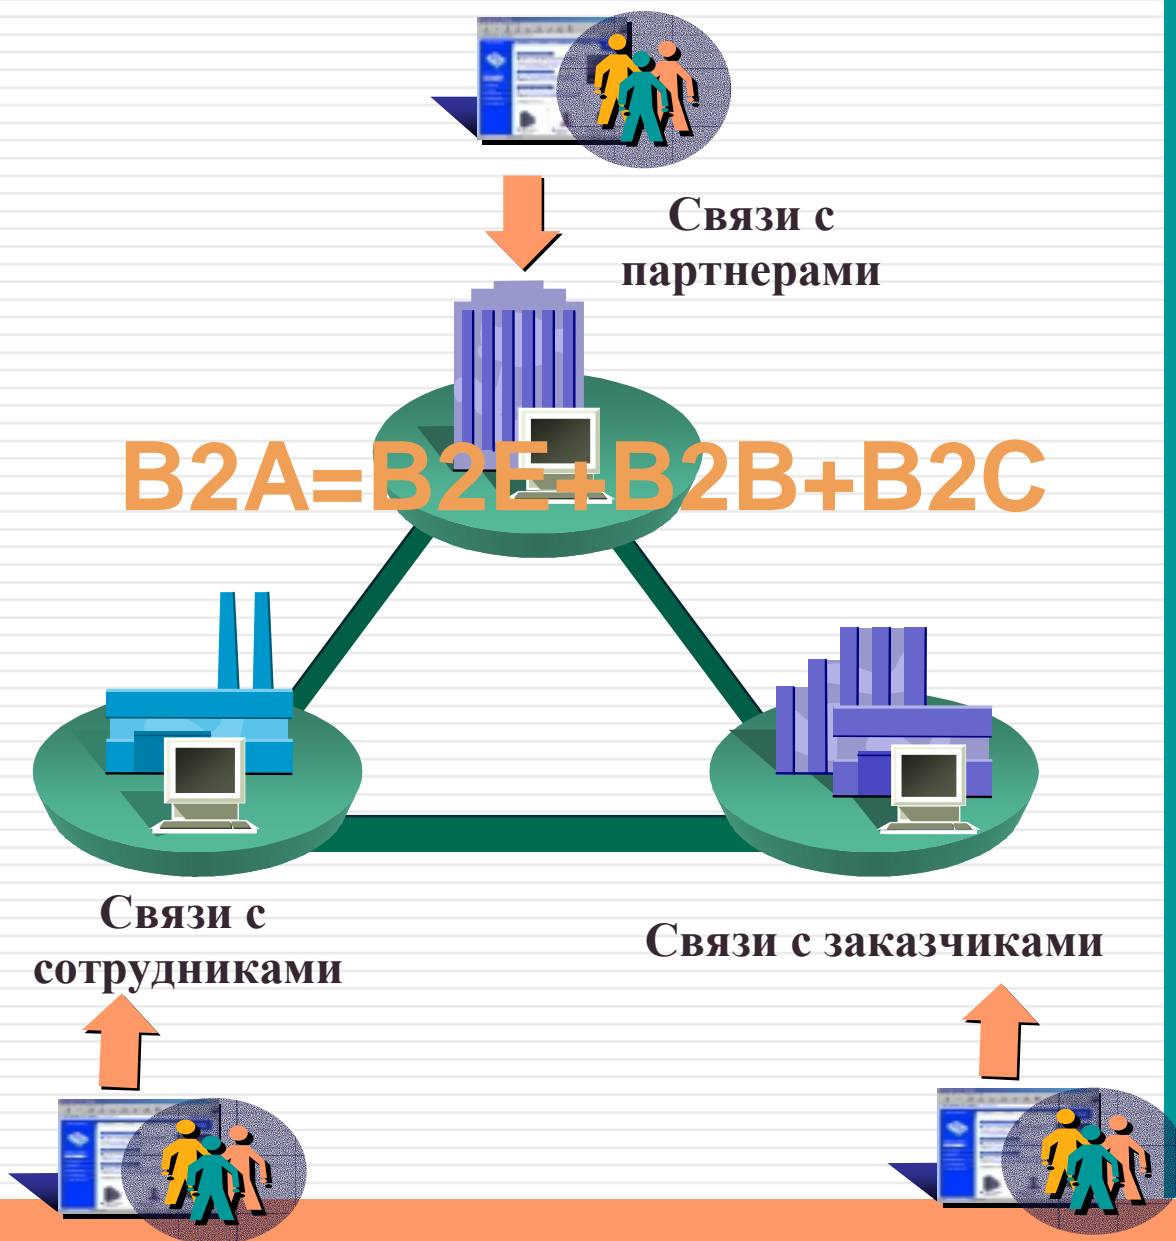 Связи с
партнерами
B2A=B2E+B2B+B2C
Связи с
сотрудниками
Связи с заказчиками